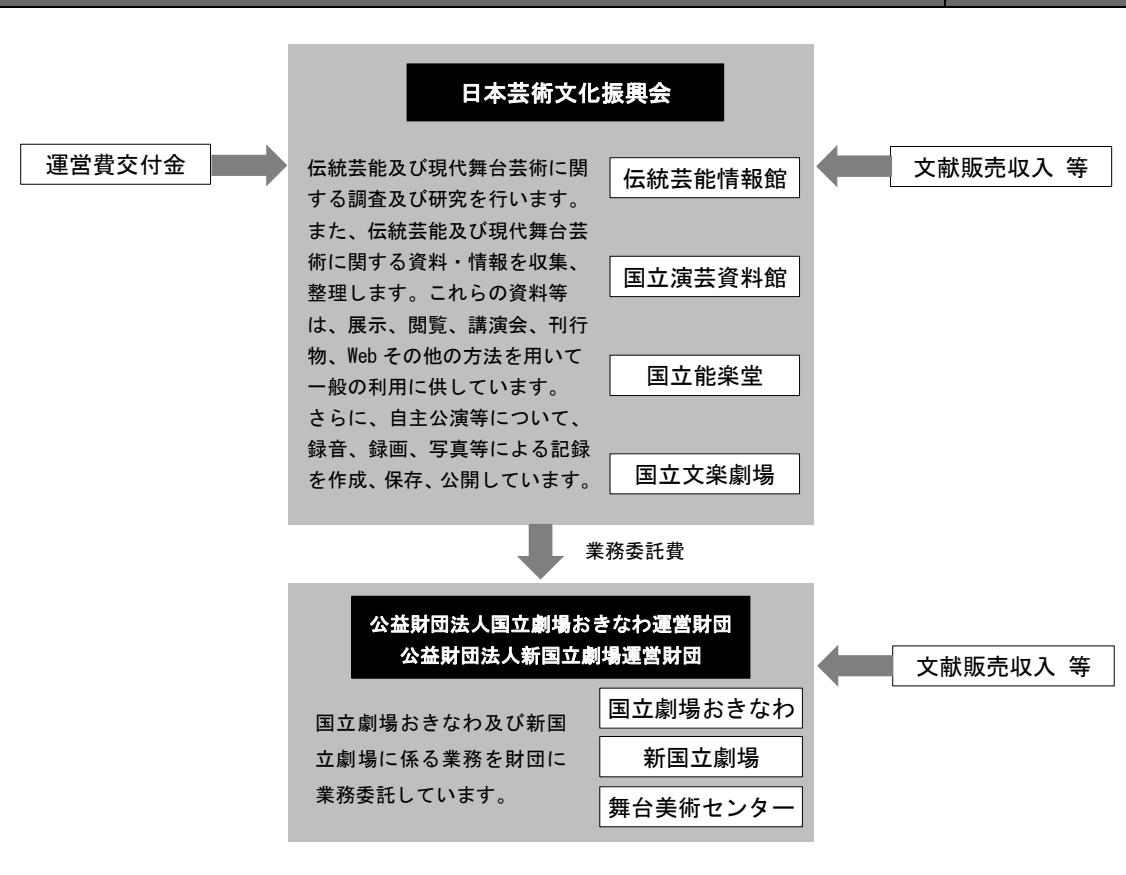 日本芸術文化振興会
運営費交付金
伝統芸能及び現代舞台芸術に関
する調査及び研究を行います。
また、伝統芸能及び現代舞台芸
術に関する資料・情報を収集、
整理します。これらの資料等
は、展示、閲覧、講演会、刊行
物、Web その他の方法を用いて
一般の利用に供しています。
さらに、自主公演等について、
録音、録画、写真等による記録
を作成、保存、公開しています。
伝統芸能情報館
国立演芸資料館
国立能楽堂
国立文楽劇場
文献販売収入 等
業務委託費
公益財団法人国立劇場おきなわ運営財団
公益財団法人新国立劇場運営財団
国立劇場おきなわ及び新国
立劇場に係る業務を財団に
業務委託しています。
国立劇場おきなわ
新国立劇場
舞台美術センター
文献販売収入 等